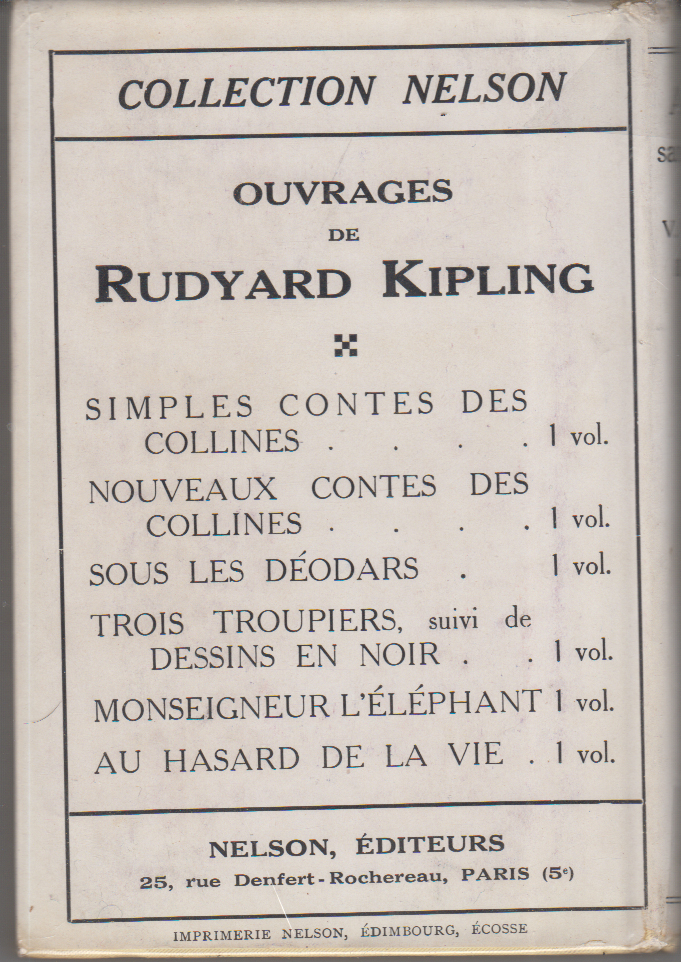 COLLECTION NELSON
OUVRAGES
DE
RUDYARD KIPLING
SIMPLES CONTES DES
COLLINES . . . . 1 vol.
NOUVEAUX CONTES DES
COLLINES . . . . 1 vol.
SOUS LES DÉODARS . 1 vol.
TROIS TROUPIERS, suivi de
DESSINS EN NOIR . . 1 vol.
MONSEIGNEUR L'ÉLÉPHANT 1 vol.
AU HASARD DE LA VIE . 1 vol.
NELSON, ÉDITEURS
25, rue Denfert-Rochereau, PARIS (5e)
IMPRIMERIE NELSON, ÉDIMBOURG, ÉCOSSE